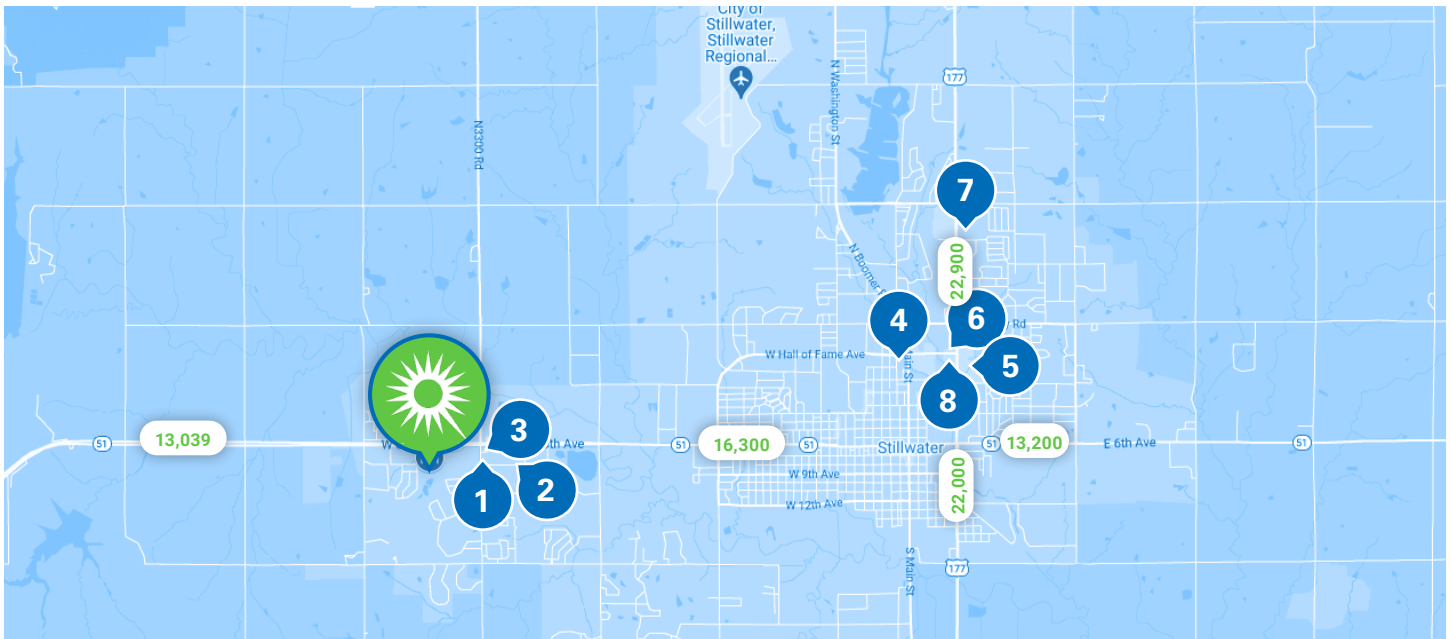 City of
Stillwater,
Stillwater
Regional...
177
N Washington St
N3300 Rd
7
22,900
N Boomer
4
6
Rd
W Hall of Fame Ave
Main St
5
8
3
51
13,039
W
th Ave
51
16,300
51
Stillwater
51
13,200
E 6th Ave
51
1
2
W 9th Ave
22,000
W 12th Ave
S Main St
177